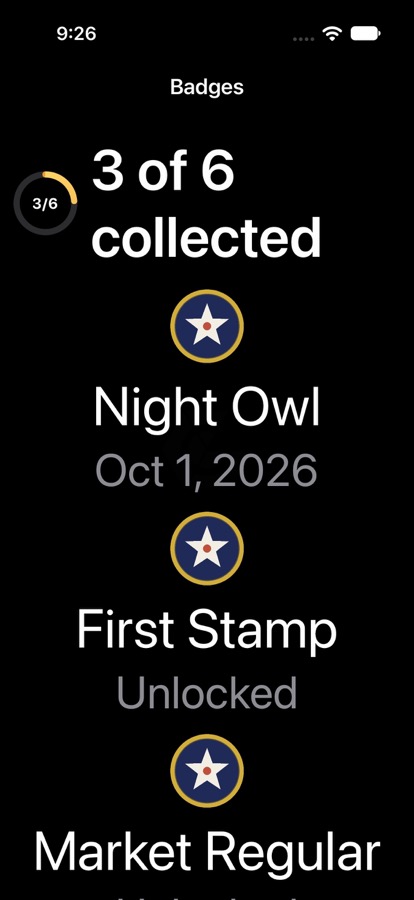 9:26
Badges
3/6
3 of 6
collected
Night Owl
Oct 1, 2026
First Stamp
Unlocked
Market Regular